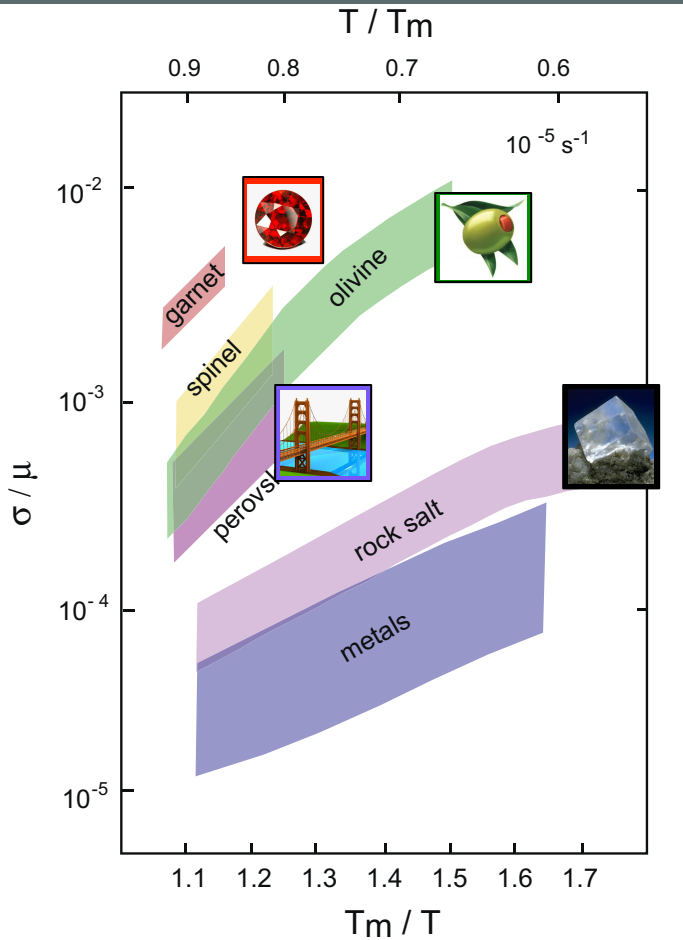 T / Tm
0.9 0.8 0.7 0.6
10 -5 s-1
10-2
garnet
olivine
spinel
10-3
perovsk
σ / μ
rock salt
10-4
metals
10-5
1.1 1.2 1.3 1.4 1.5 1.6 1.7
Tm / T